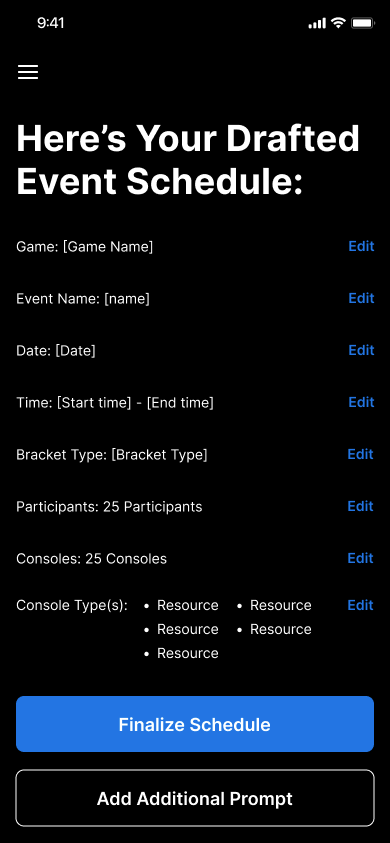 9:41
Here’s Your Drafted
Event Schedule:
Game: [Game Name] Edit
Event Name: [name] Edit
Date: [Date] Edit
Time: [Start time] - [End time] Edit
Bracket Type: [Bracket Type] Edit
Participants: 25 Participants Edit
Consoles: 25 Consoles Edit
Console Type(s): • Resource • Resource Edit
• Resource • Resource
• Resource
Finalize Schedule
Add Additional Prompt